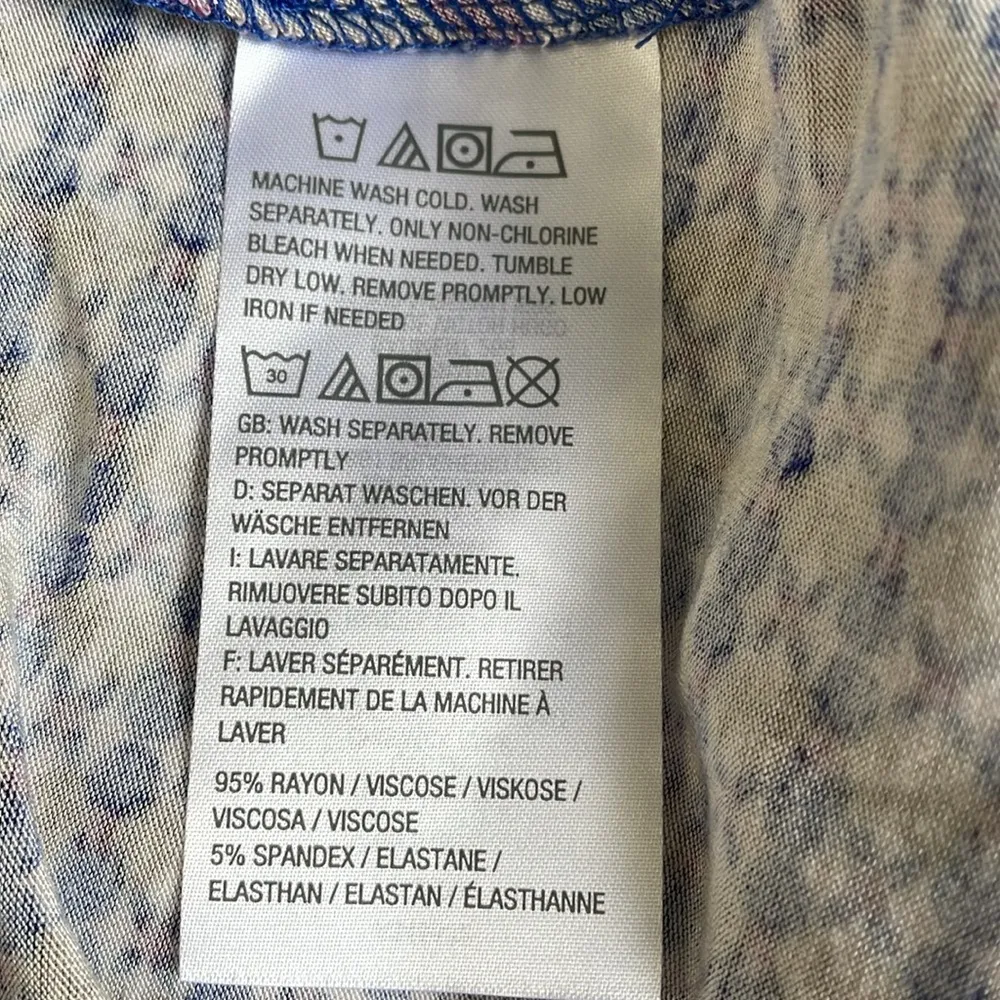 MACHINE WASH COLD. WASH
SEPARATELY. ONLY NON-CHLORINE
BLEACH WHEN NEEDED. TUMBLE
DRY LOW. REMOVE PROMPTLY. LOW
IRON IF NEEDED
30
GB: WASH SEPARATELY. REMOVE
PROMPTLY
D: SEPARAT WASCHEN. VOR DER
WÄSCHE ENTFERNEN
I: LAVARE SEPARATAMENTE.
RIMUOVERE SUBITO DOPO IL
LAVAGGIO
F: LAVER SÉPARÉMENT. RETIRER
RAPIDEMENT DE LA MACHINE À
LAVER
95% RAYON / VISCOSE / VISKOSE /
VISCOSA / VISCOSE
5% SPANDEX / ELASTANE /
ELASTHAN / ELASTAN / ÉLASTHANNE